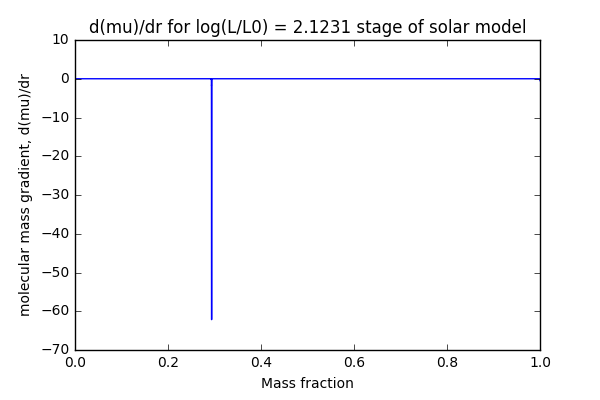 d(mu)/dr for log(L/L0) = 2.1231 stage of solar model
10
0
−10
−20
−30
−40
−50
−60
−70
molecular mass gradient, d(mu)/dr
0.0 0.2 0.4 0.6 0.8 1.0
Mass fraction